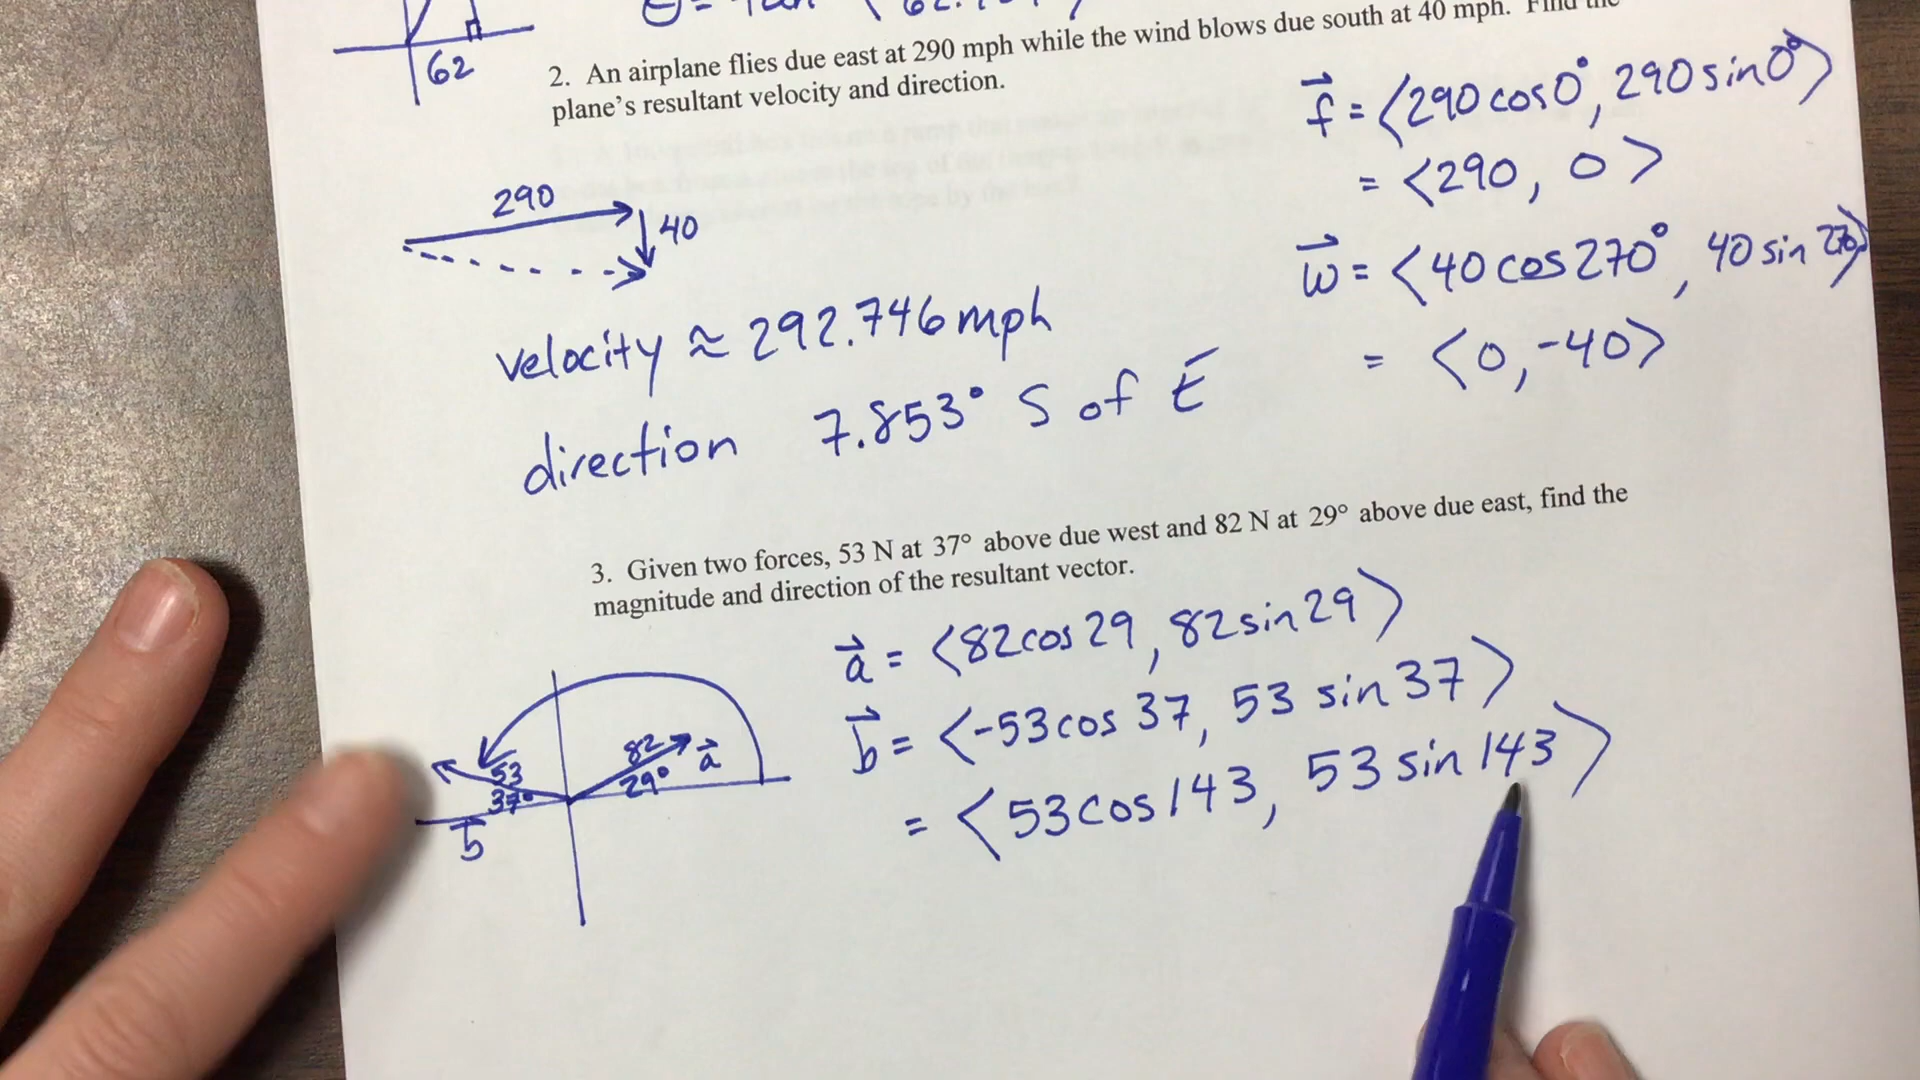 62
2. An airplane flies due east at 290 mph while the wind blows due south at 40 mph. Find the
plane's resultant velocity and direction.
290
40
velocity ≈ 292.746 mph
direction 7.853° S of E
f⃗ = ⟨290 cos 0°, 290 sin 0°⟩
= ⟨290, 0⟩
w⃗ = ⟨40 cos 270°, 40 sin 270⟩
= ⟨0, -40⟩
3. Given two forces, 53 N at 37° above due west and 82 N at 29° above due east, find the
magnitude and direction of the resultant vector.
53
37°
b⃗
82
29°
a⃗
a⃗ = ⟨82 cos 29, 82 sin 29⟩
b⃗ = ⟨-53 cos 37, 53 sin 37⟩
= ⟨53 cos 143, 53 sin 143⟩